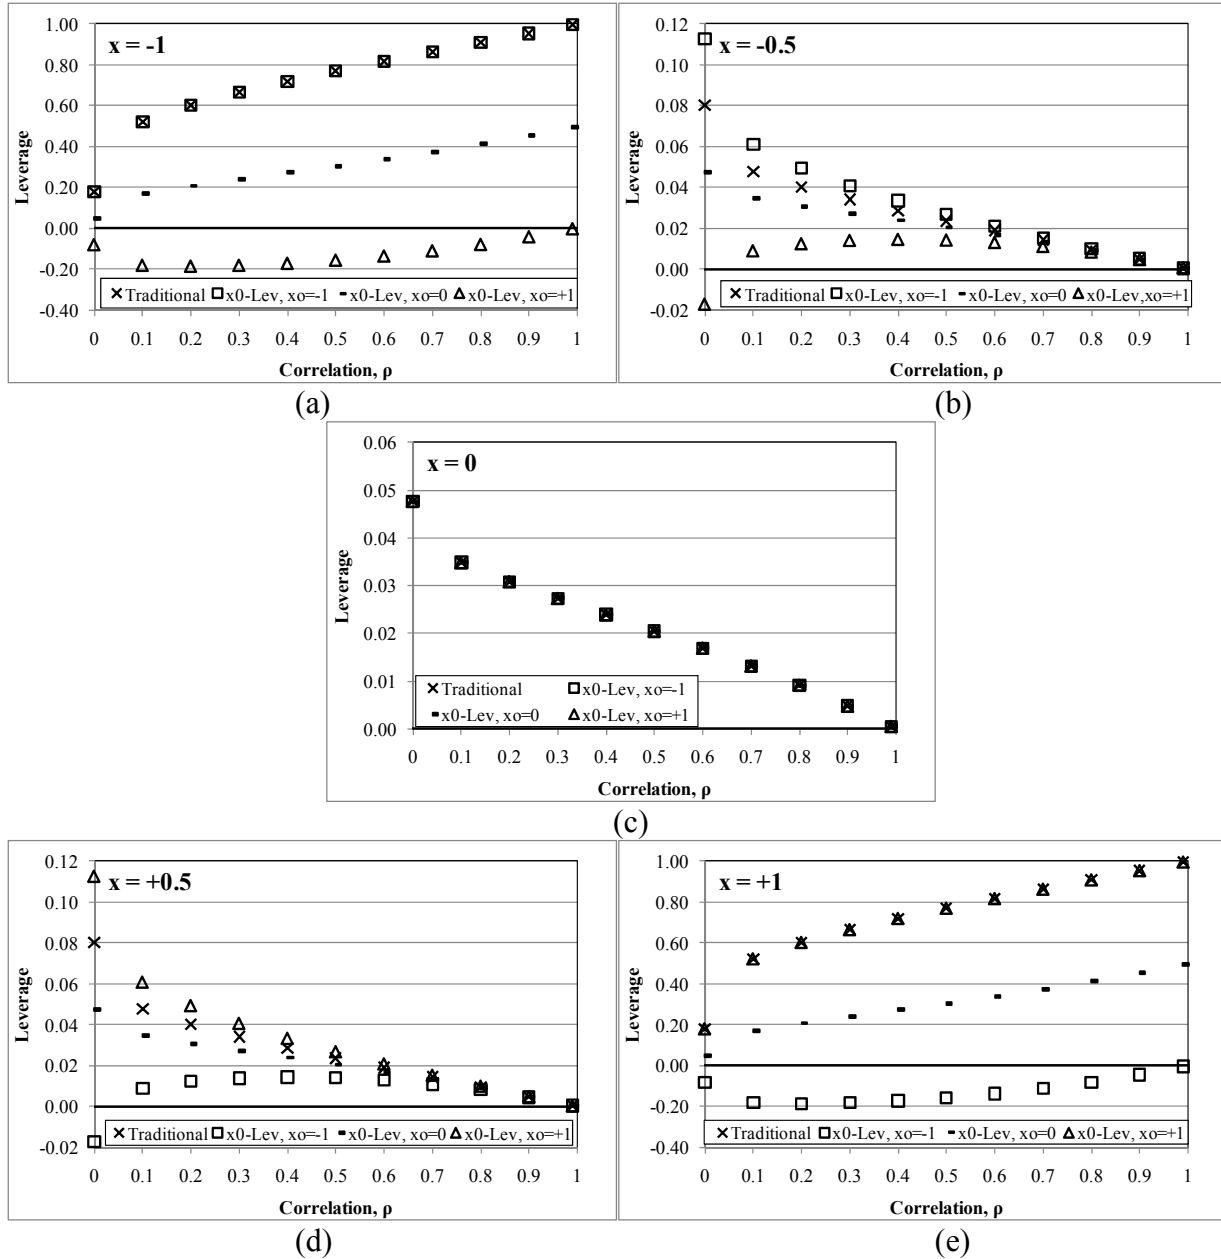 x = -1
1.00
0.80
0.60
0.40
0.20
0.00
-0.20
-0.40
Leverage
Traditional x0-Lev, xo=-1 x0-Lev, xo=0 x0-Lev, xo=+1
0 0.1 0.2 0.3 0.4 0.5 0.6 0.7 0.8 0.9 1
Correlation, ρ
(a)
x = -0.5
0.12
0.10
0.08
0.06
0.04
0.02
0.00
-0.02
Leverage
Traditional x0-Lev, xo=-1 x0-Lev, xo=0 x0-Lev,xo=+1
0 0.1 0.2 0.3 0.4 0.5 0.6 0.7 0.8 0.9 1
Correlation, ρ
(b)
x = 0
0.06
0.05
0.04
0.03
0.02
0.01
0.00
Leverage
Traditional x0-Lev, xo=-1
x0-Lev, xo=0 x0-Lev, xo=+1
0 0.1 0.2 0.3 0.4 0.5 0.6 0.7 0.8 0.9 1
Correlation, ρ
(c)
x = +0.5
0.12
0.10
0.08
0.06
0.04
0.02
0.00
-0.02
Leverage
Traditional x0-Lev, xo=-1 x0-Lev, xo=0 x0-Lev, xo=+1
0 0.1 0.2 0.3 0.4 0.5 0.6 0.7 0.8 0.9 1
Correlation, ρ
(d)
x = +1
1.00
0.80
0.60
0.40
0.20
0.00
-0.20
-0.40
Leverage
Traditional x0-Lev, xo=-1 x0-Lev, xo=0 x0-Lev, xo=+1
0 0.1 0.2 0.3 0.4 0.5 0.6 0.7 0.8 0.9 1
Correlation, ρ
(e)